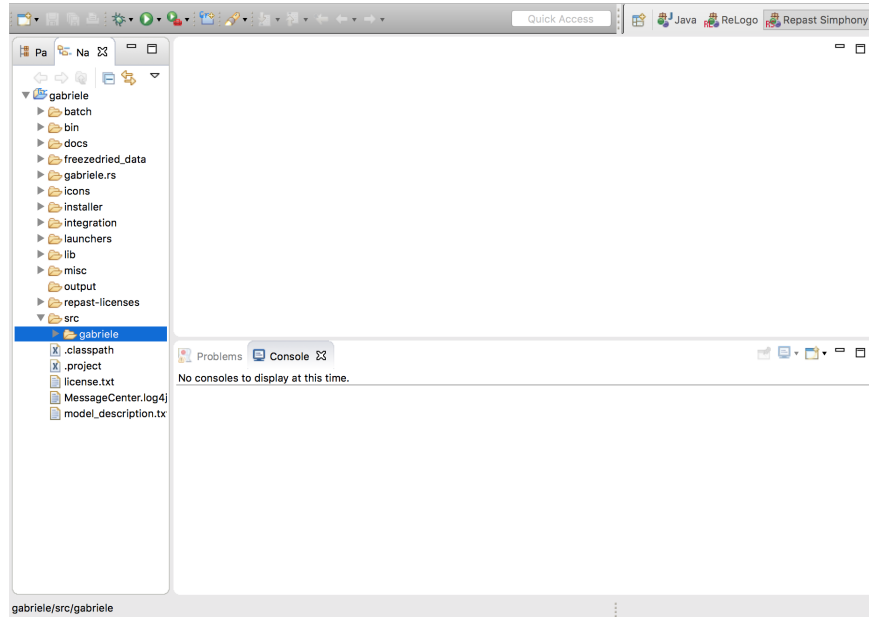 Quick Access
Java
ReLogo
Repast Simphony
Pa
Na
gabriele
batch
bin
docs
freezedried_data
gabriele.rs
icons
installer
integration
launchers
lib
misc
output
repast-licenses
src
gabriele
.classpath
.project
license.txt
MessageCenter.log4j
model_description.tx
Problems
Console
No consoles to display at this time.
gabriele/src/gabriele